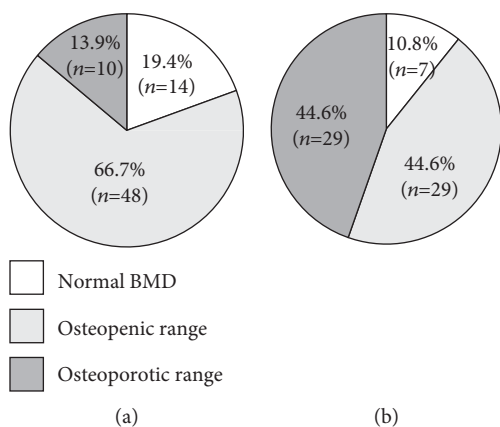 13.9%
(n=10)
19.4%
(n=14)
66.7%
(n=48)
10.8%
(n=7)
44.6%
(n=29)
44.6%
(n=29)
Normal BMD
Osteopenic range
Osteoporotic range
(a)
(b)